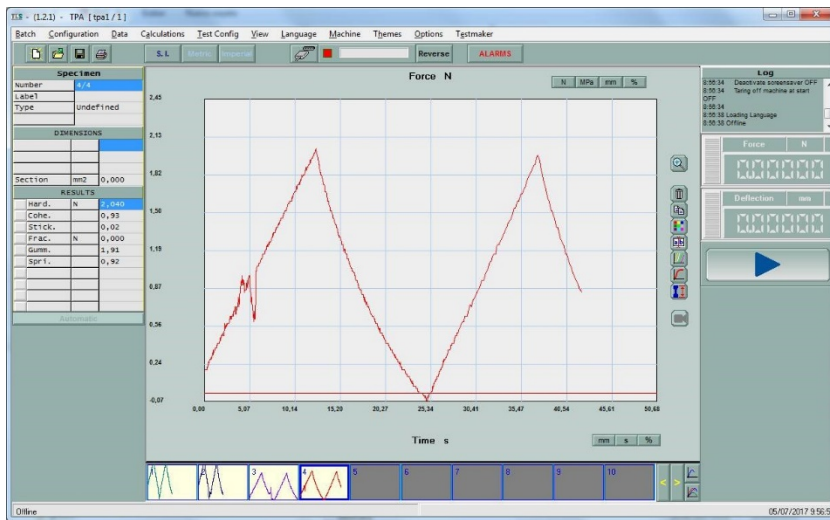 TLS - (1.2.1) - TPA [ tpa1 / 1 ]
Batch Configuration Data Calculations Test Config View Language Machine Themes Options Testmaker
S.L Metric Imperial Reverse ALARMS
Specimen
Number 4/4
Label
Type Undefined
DIMENSIONS
Section mm2 0,000
RESULTS
Hard. N 2,040
Cohe. 0,93
Stick. 0,02
Frac. N 0,000
Gumm. 1,91
Spri. 0,92
Automatic
Force N
N MPa mm %
2,45
2,13
1,82
1,50
1,19
0,87
0,56
0,24
-0,07
0,00 5,07 10,14 15,20 20,27 25,34 30,41 35,47 40,54 45,61 50,68
Time s
mm s %
1 2 3 4 5 6 7 8 9 10
< >
Log
8:56:34 Deactivate screensaver OFF
8:56:34 Taring off machine at start
OFF
8:56:34
8:56:38 Loading Language
8:56:38 Offline
Force N
Deflection mm
Offline
05/07/2017 9:56:5